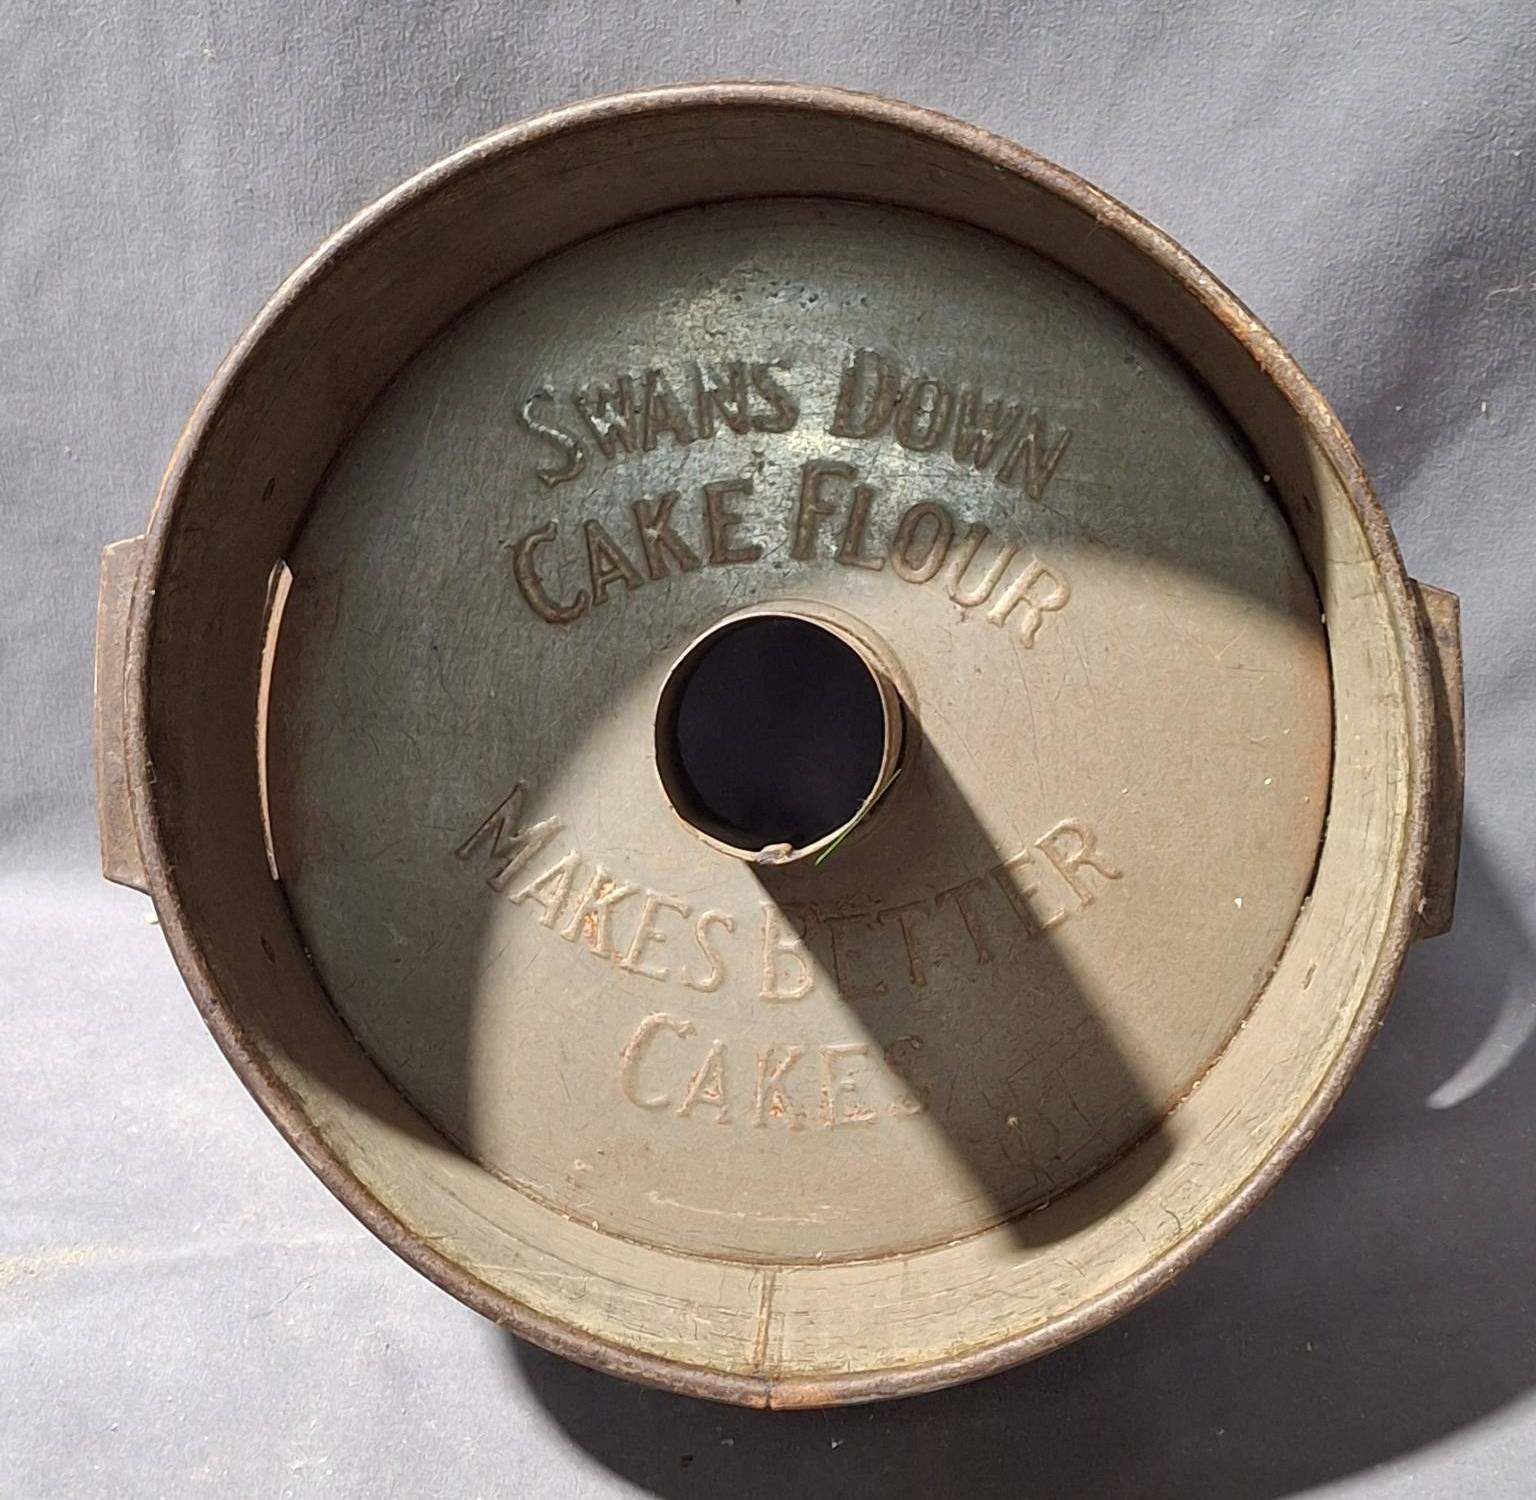 SWANS DOWN
CAKE FLOUR
MAKES BETTER
CAKES